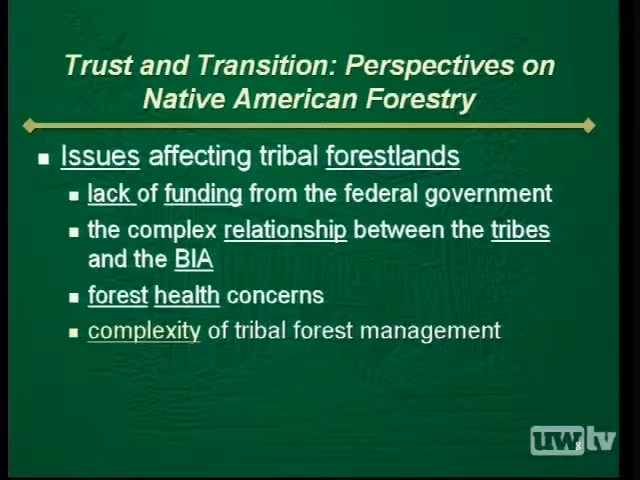 Trust and Transition: Perspectives on
Native American Forestry
Issues affecting tribal forestlands
lack of funding from the federal government
the complex relationship between the tribes
and the BIA
forest health concerns
complexity of tribal forest management
uwtv
8